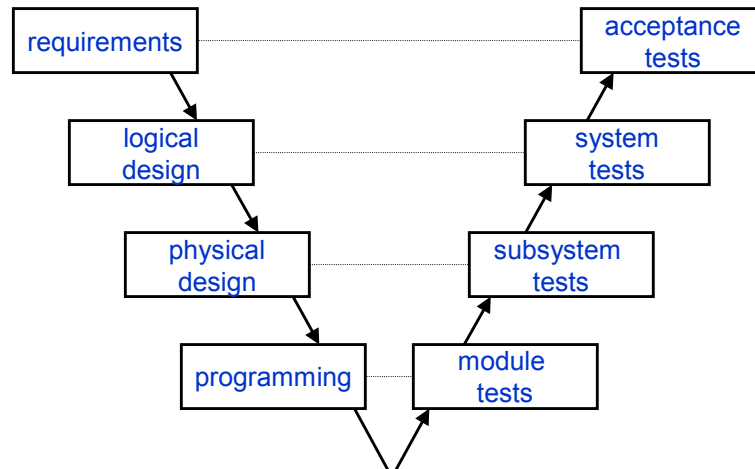 requirements
acceptance
tests
logical
design
system
tests
physical
design
subsystem
tests
programming
module
tests